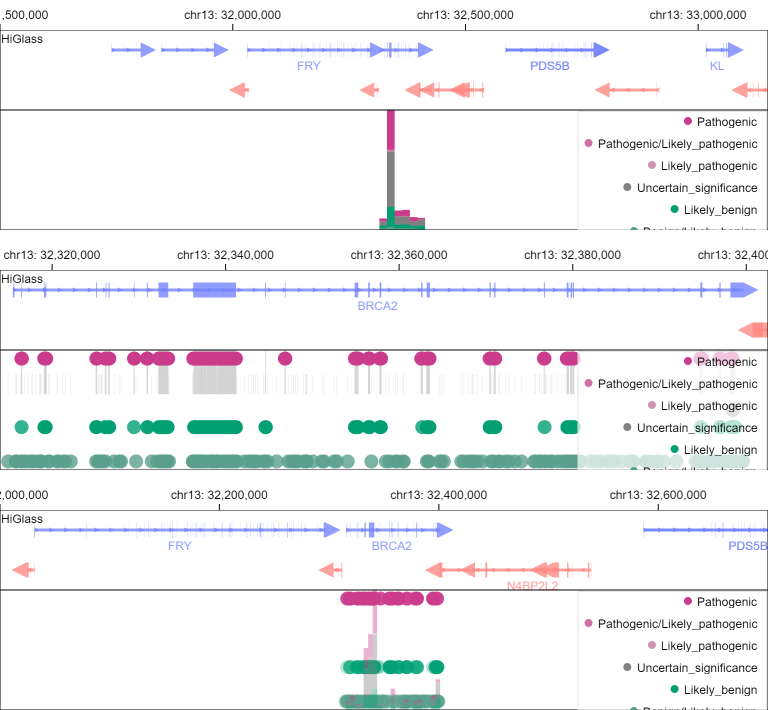 ,500,000 chr13: 32,000,000 chr13: 32,500,000 chr13: 33,000,000
HiGlass
FRY PDS5B KL
Pathogenic
Pathogenic/Likely_pathogenic
Likely_pathogenic
Uncertain_significance
Likely_benign
chr13: 32,320,000 chr13: 32,340,000 chr13: 32,360,000 chr13: 32,380,000 chr13: 32,400
HiGlass
BRCA2
Pathogenic
Pathogenic/Likely_pathogenic
Likely_pathogenic
Uncertain_significance
Likely_benign
2,000,000 chr13: 32,200,000 chr13: 32,400,000 chr13: 32,600,000
HiGlass
FRY BRCA2 PDS5B
N4BP2L2
Pathogenic
Pathogenic/Likely_pathogenic
Likely_pathogenic
Uncertain_significance
Likely_benign